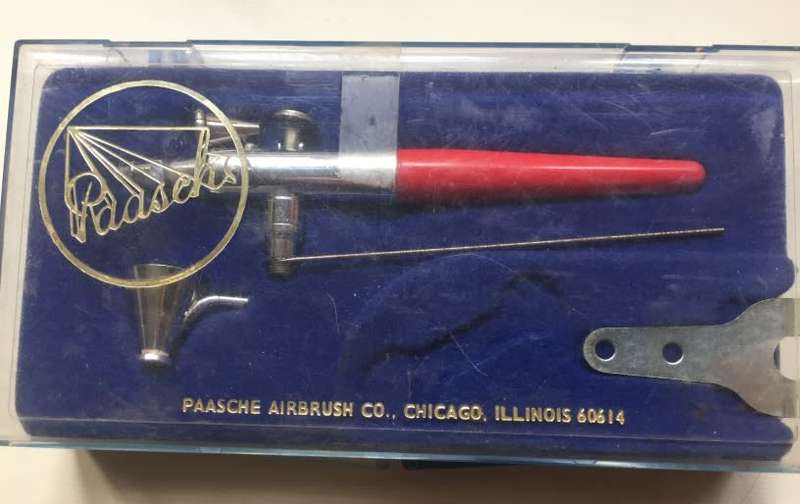 Paasche
PAASCHE AIRBRUSH CO., CHICAGO, ILLINOIS 60614